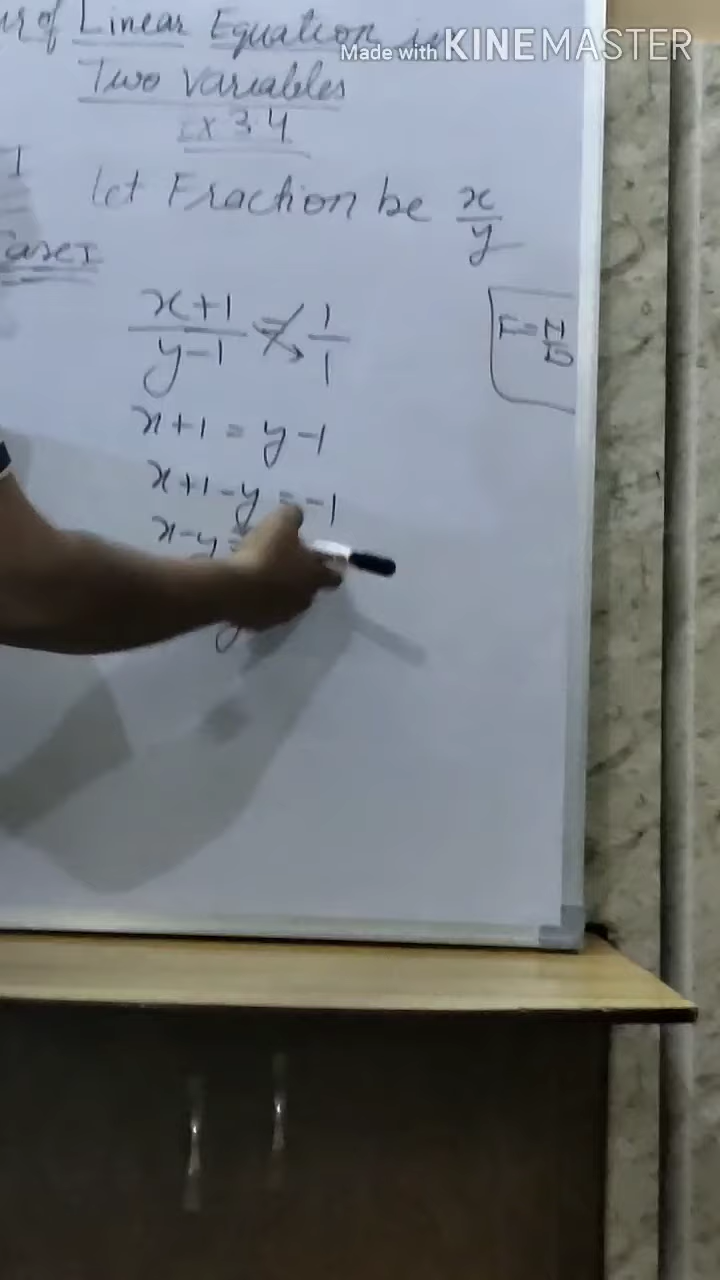 of Linear Equation in
Made with KINEMASTER
Two Variables
Ex 3.4
1
Let Fraction be x/y
Case I
x+1/y-1 = 1/1
F = N/D
x+1 = y-1
x+1-y = -1
x-y =
y